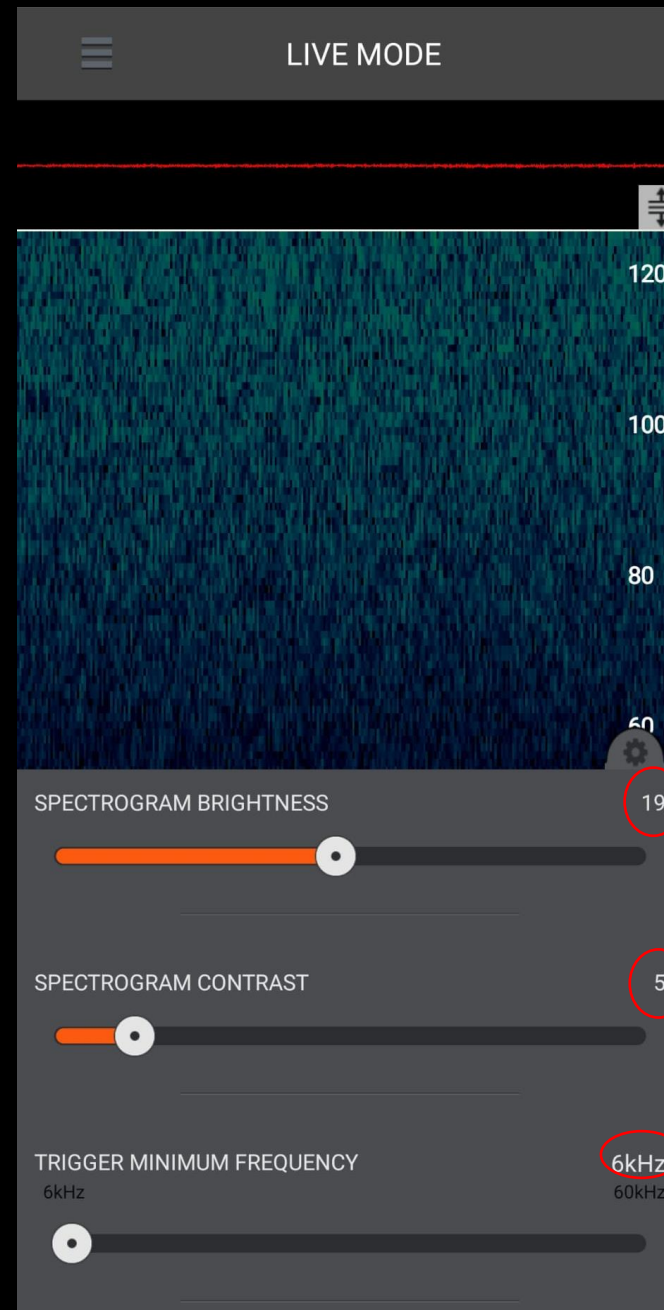 LIVE MODE
120
100
80
60
SPECTROGRAM BRIGHTNESS 19
SPECTROGRAM CONTRAST 5
TRIGGER MINIMUM FREQUENCY 6kHz
6kHz 60kHz